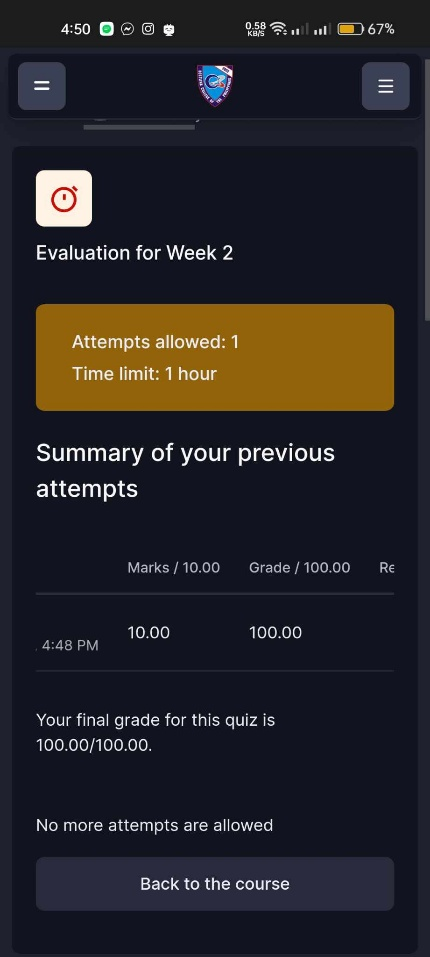 4:50
0.58
KB/S
67%
Evaluation for Week 2
Attempts allowed: 1
Time limit: 1 hour
Summary of your previous
attempts
Marks / 10.00 Grade / 100.00 Re
10.00 100.00
, 4:48 PM
Your final grade for this quiz is
100.00/100.00.
No more attempts are allowed
Back to the course